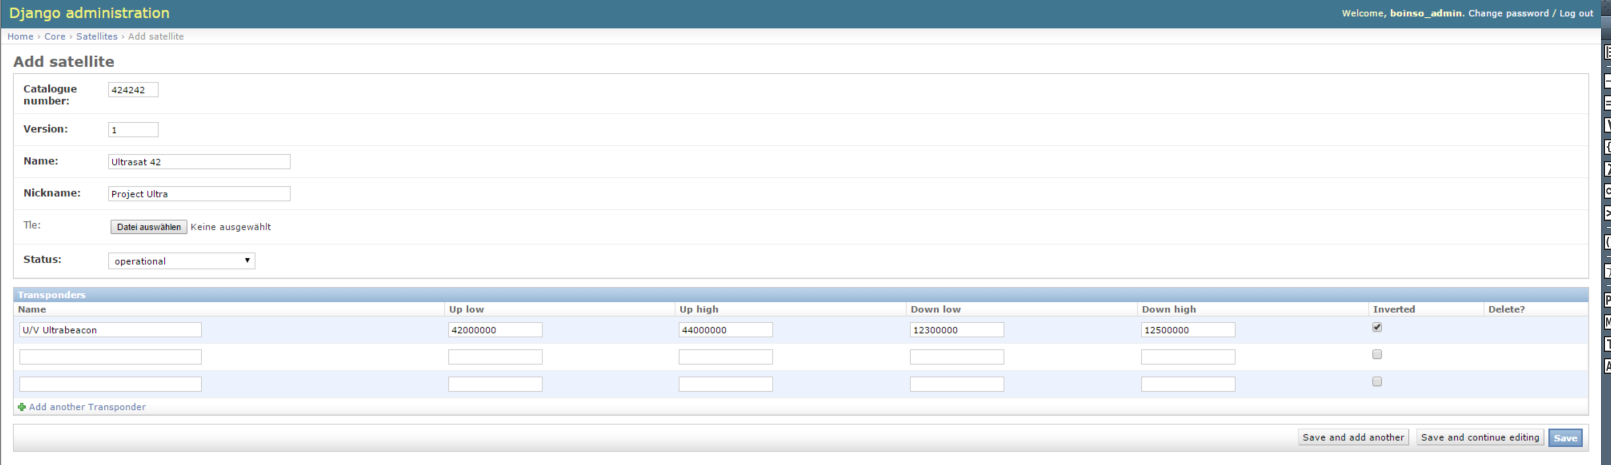 Django administration
Welcome, boinso_admin. Change password / Log out
Home › Core › Satellites › Add satellite
Add satellite
Catalogue number: 424242
Version: 1
Name: Ultrasat 42
Nickname: Project Ultra
Tle: Datei auswählen Keine ausgewählt
Status: operational
Transponders
Name Up low Up high Down low Down high Inverted Delete?
U/V Ultrabeacon 42000000 44000000 12300000 12500000
Add another Transponder
Save and add another Save and continue editing Save